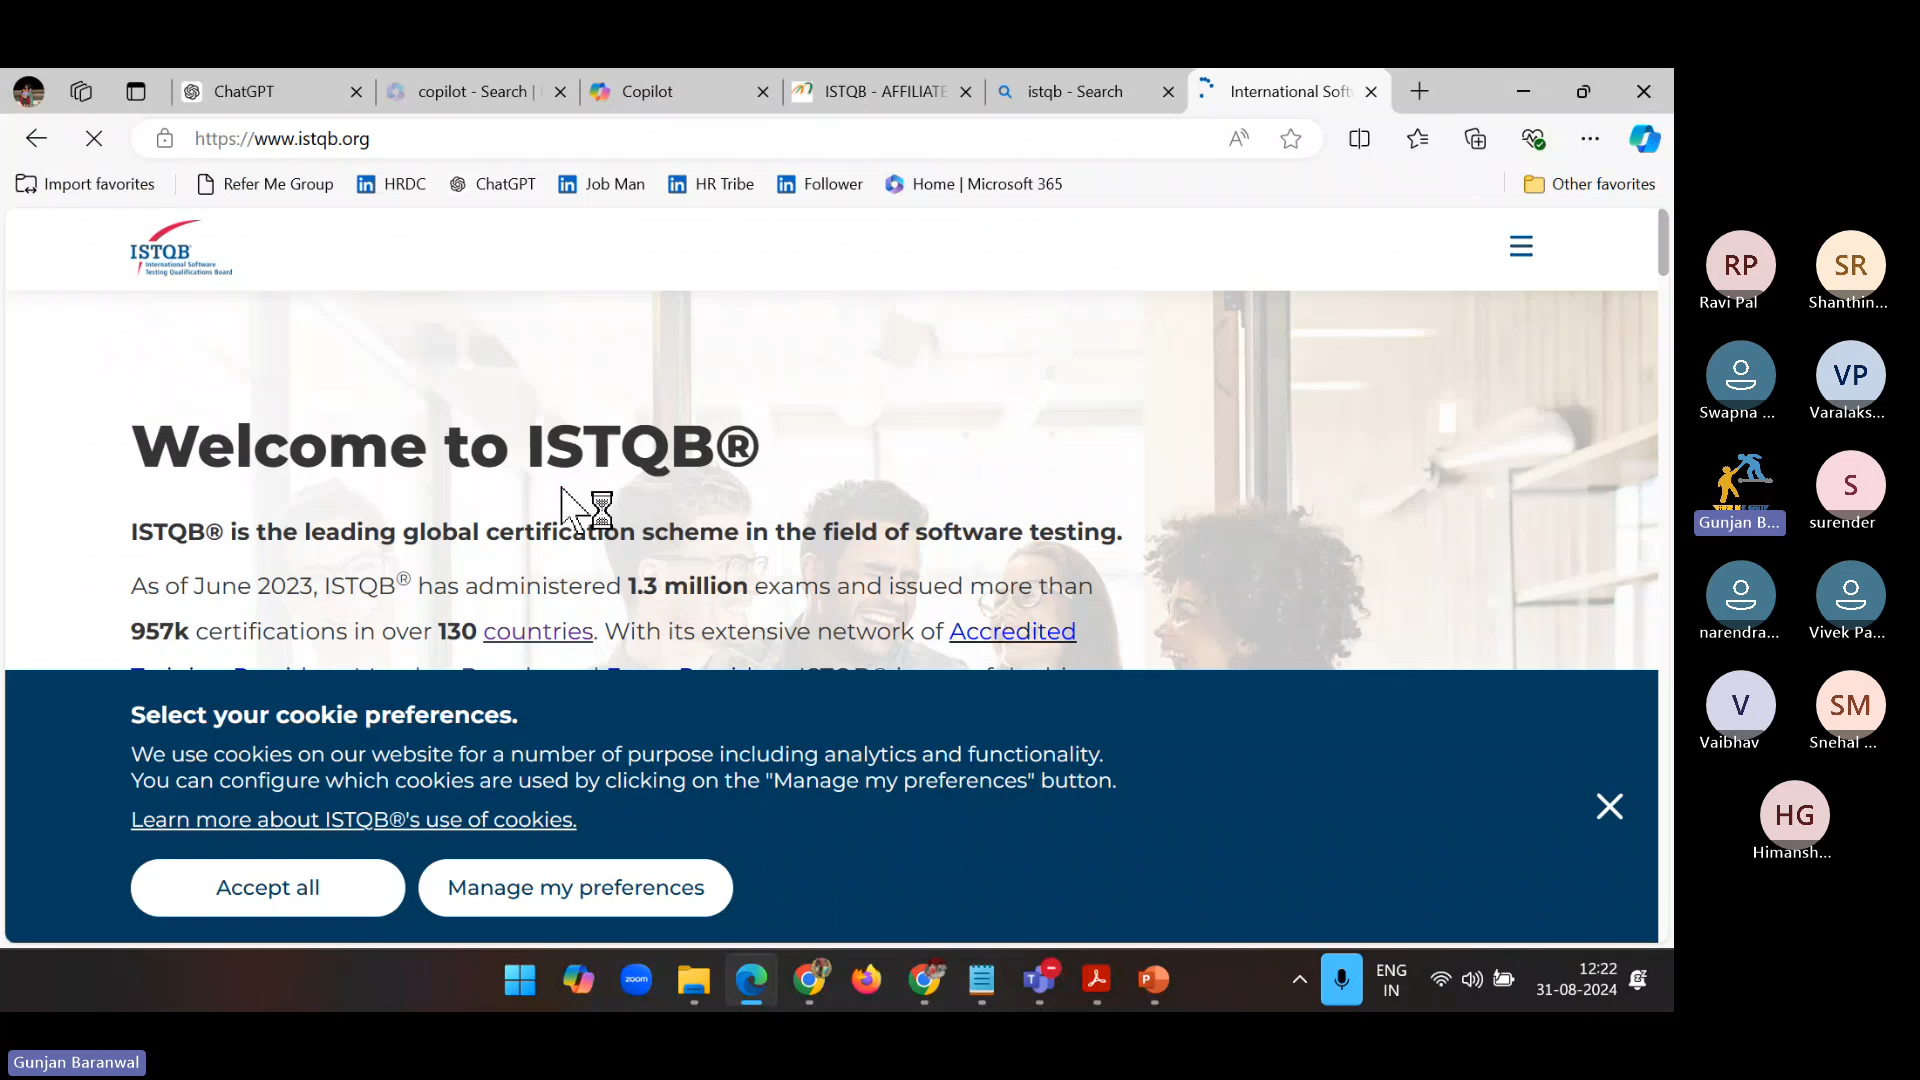 ChatGPT
copilot - Search |
Copilot
ISTQB - AFFILIATE
istqb - Search
International Soft
https://www.istqb.org
Import favorites
Refer Me Group
HRDC
ChatGPT
Job Man
HR Tribe
Follower
Home | Microsoft 365
Other favorites
ISTQB
International Software
Testing Qualifications Board
Welcome to ISTQB®
ISTQB® is the leading global certification scheme in the field of software testing.
As of June 2023, ISTQB® has administered 1.3 million exams and issued more than
957k certifications in over 130 countries. With its extensive network of Accredited
Select your cookie preferences.
We use cookies on our website for a number of purpose including analytics and functionality.
You can configure which cookies are used by clicking on the "Manage my preferences" button.
Learn more about ISTQB®'s use of cookies.
Accept all
Manage my preferences
zoom
ENG
IN
12:22
31-08-2024
RP
Ravi Pal
SR
Shanthin...
Swapna ...
VP
Varalaks...
Gunjan B...
S
surender
narendra...
Vivek Pa...
V
Vaibhav
SM
Snehal ...
HG
Himansh...
Gunjan Baranwal